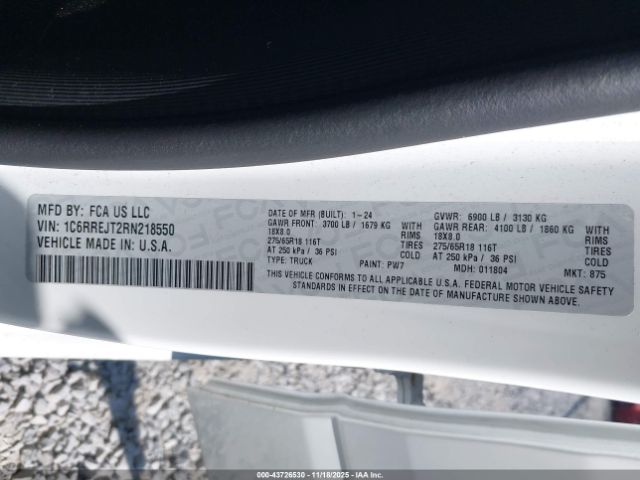 MFD BY: FCA US LLC
VIN: 1C6RREJT2RN218550
VEHICLE MADE IN U.S.A.
DATE OF MFR (BUILT): 1-24
GAWR FRONT: 3700 LB / 1679 KG WITH
18X8.0 RIMS
275/65R18 116T TIRES
AT 250 kPa / 36 PSI COLD
TYPE: TRUCK PAINT: PW7
GVWR: 6900 LB / 3130 KG
GAWR REAR: 4100 LB / 1860 KG WITH
18X8.0 RIMS
275/65R18 116T TIRES
AT 250 kPa / 36 PSI COLD
MDH: 011804 MKT: 875
THIS VEHICLE CONFORMS TO ALL APPLICABLE U.S.A. FEDERAL MOTOR VEHICLE SAFETY
STANDARDS IN EFFECT ON THE DATE OF MANUFACTURE SHOWN ABOVE.
000-43726530 11/18/2025 IAAI.COM